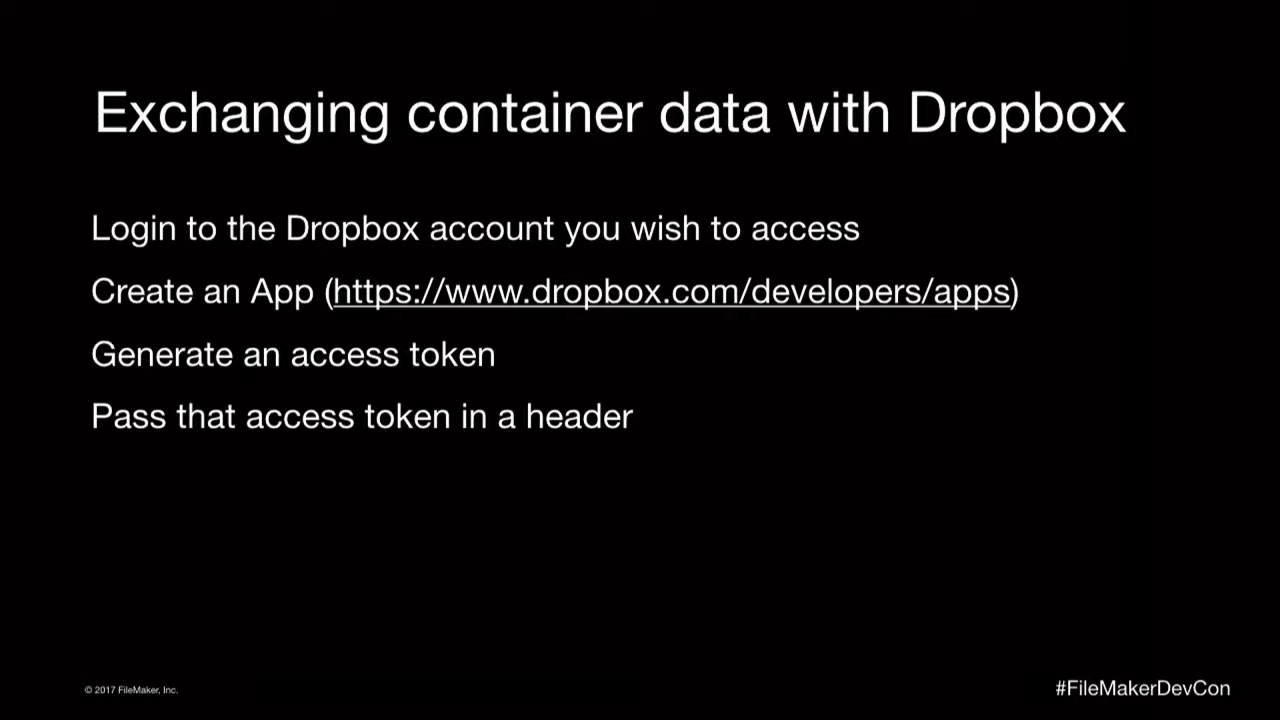 Exchanging container data with Dropbox
Login to the Dropbox account you wish to access
Create an App (https://www.dropbox.com/developers/apps)
Generate an access token
Pass that access token in a header
© 2017 FileMaker, Inc.
#FileMakerDevCon